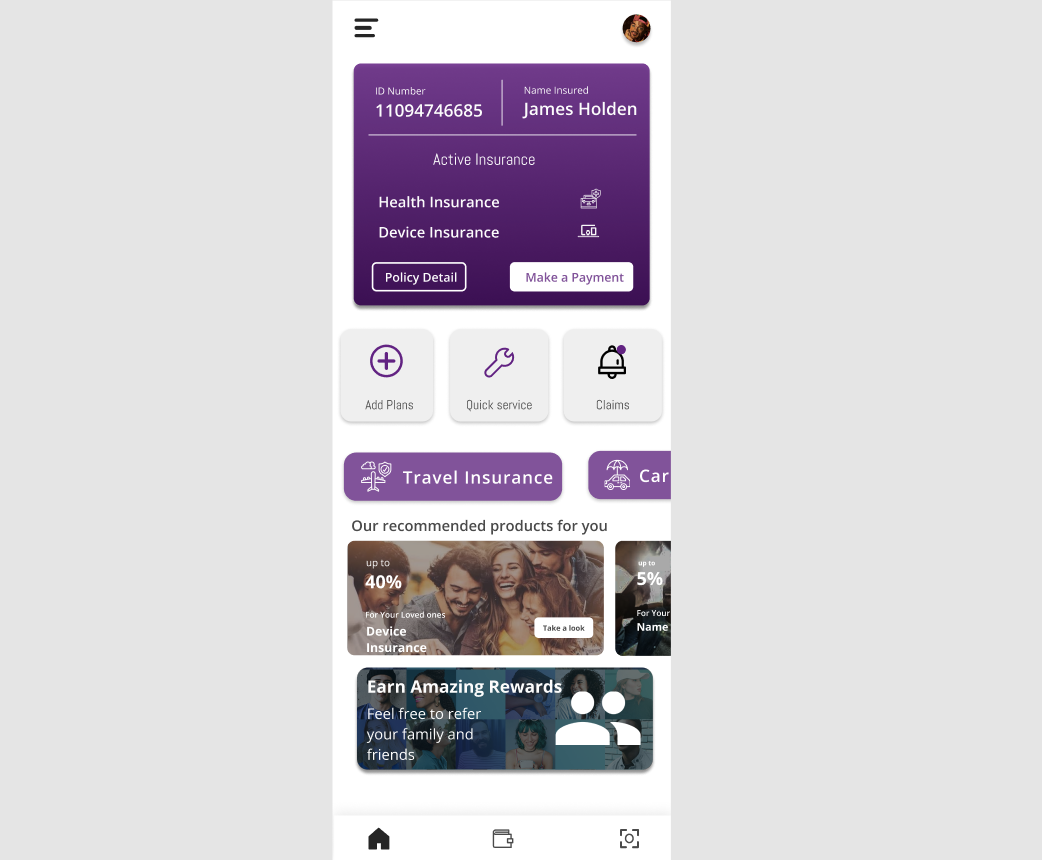 ID Number
11094746685
Name Insured
James Holden
Active Insurance
Health Insurance
Device Insurance
Policy Detail
Make a Payment
Add Plans
Quick service
Claims
Travel Insurance
Car
Our recommended products for you
up to
40%
For Your Loved ones
Device
Insurance
Take a look
up to
5%
For Your
Name
Earn Amazing Rewards
Feel free to refer
your family and
friends